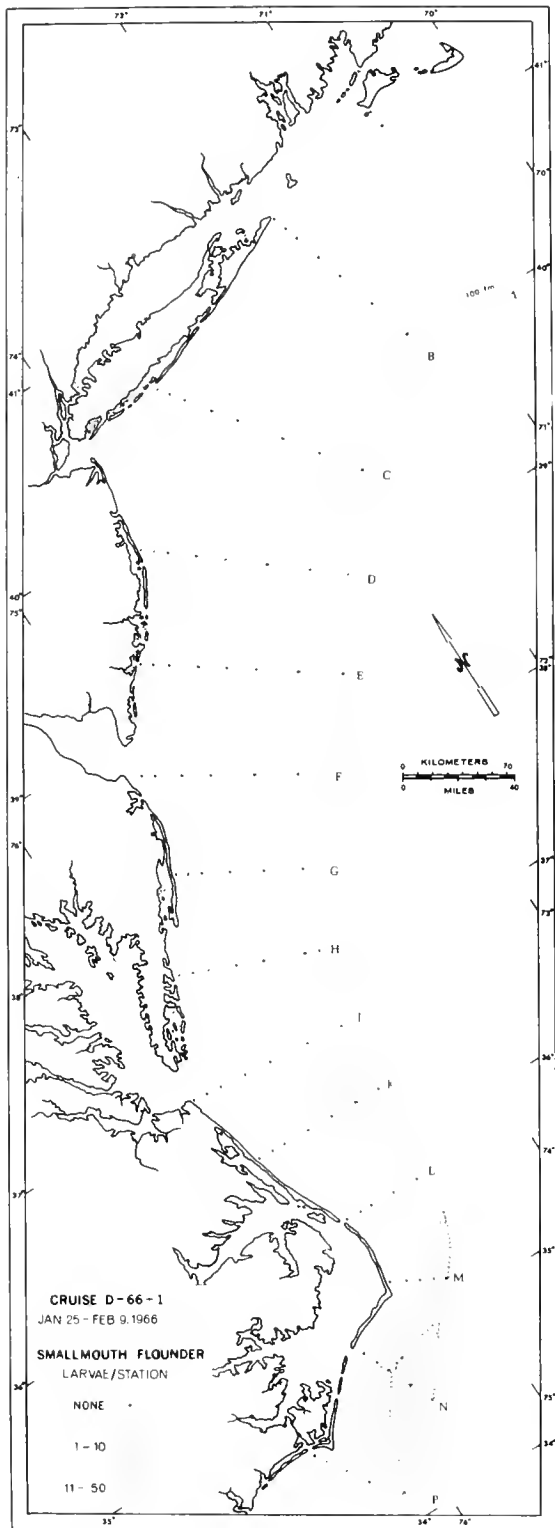 72°
71°
70°
41°
73°
70°
40°
100 fm
B
74°
41°
71°
39°
C
D
40°
75°
72°
38°
E
N
KILOMETERS
0 70
0 40
MILES
F
39°
76°
37°
73°
G
H
38°
I
36°
74°
L
37°
35°
M
CRUISE D-66-1
JAN 25 - FEB 9, 1966
SMALLMOUTH FLOUNDER
LARVAE/STATION
NONE
1-10
11-50
36°
75°
N
34°
P
35°
34°
76°